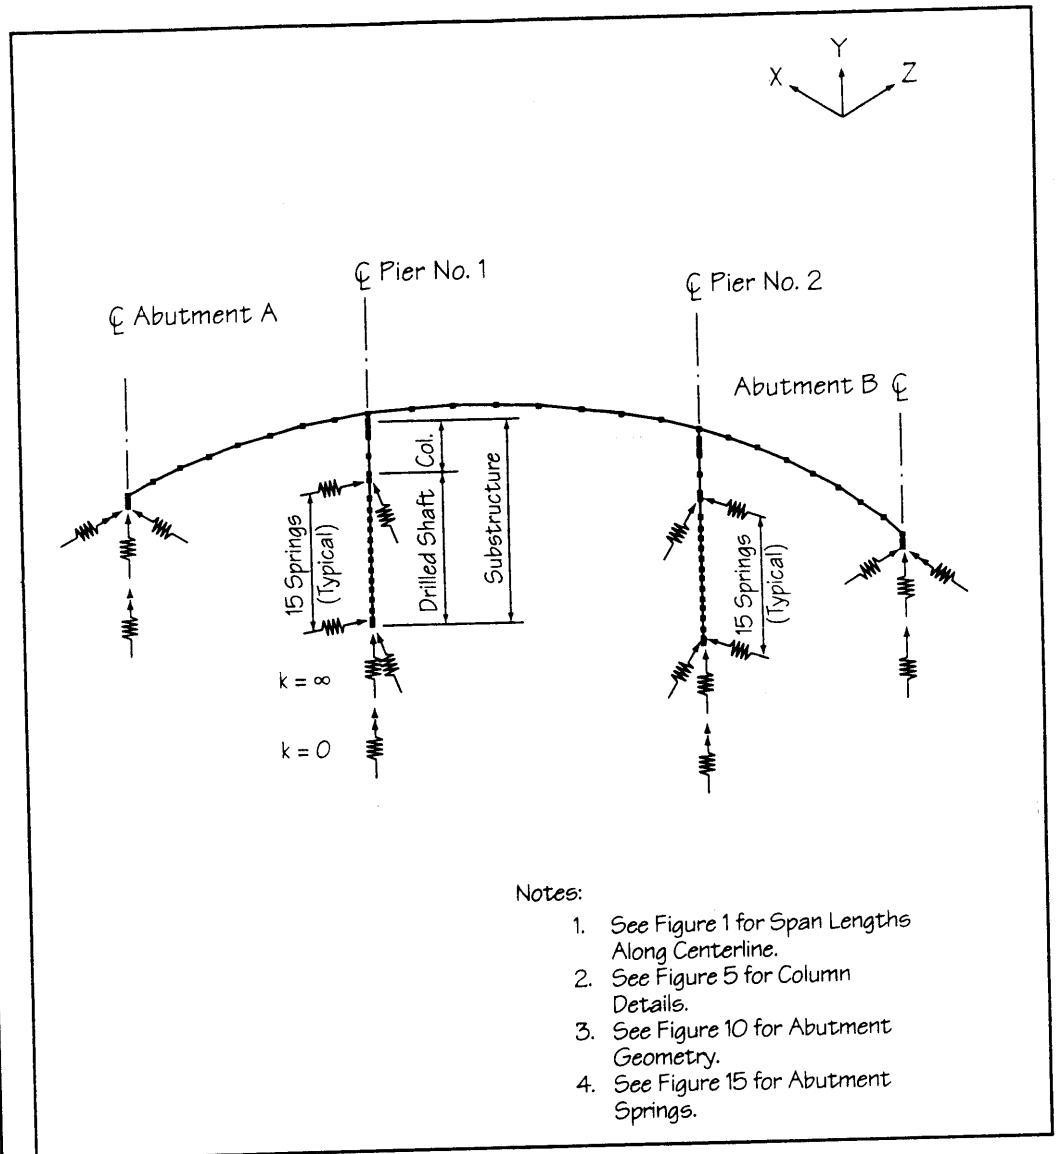 Y
X
Z
℄ Pier No. 1
℄ Pier No. 2
℄ Abutment A
Abutment B ℄
Col.
Drilled Shaft
Substructure
15 Springs
(Typical)
15 Springs
(Typical)
k = ∞
k = 0
Notes:
1. See Figure 1 for Span Lengths
Along Centerline.
2. See Figure 5 for Column
Details.
3. See Figure 10 for Abutment
Geometry.
4. See Figure 15 for Abutment
Springs.